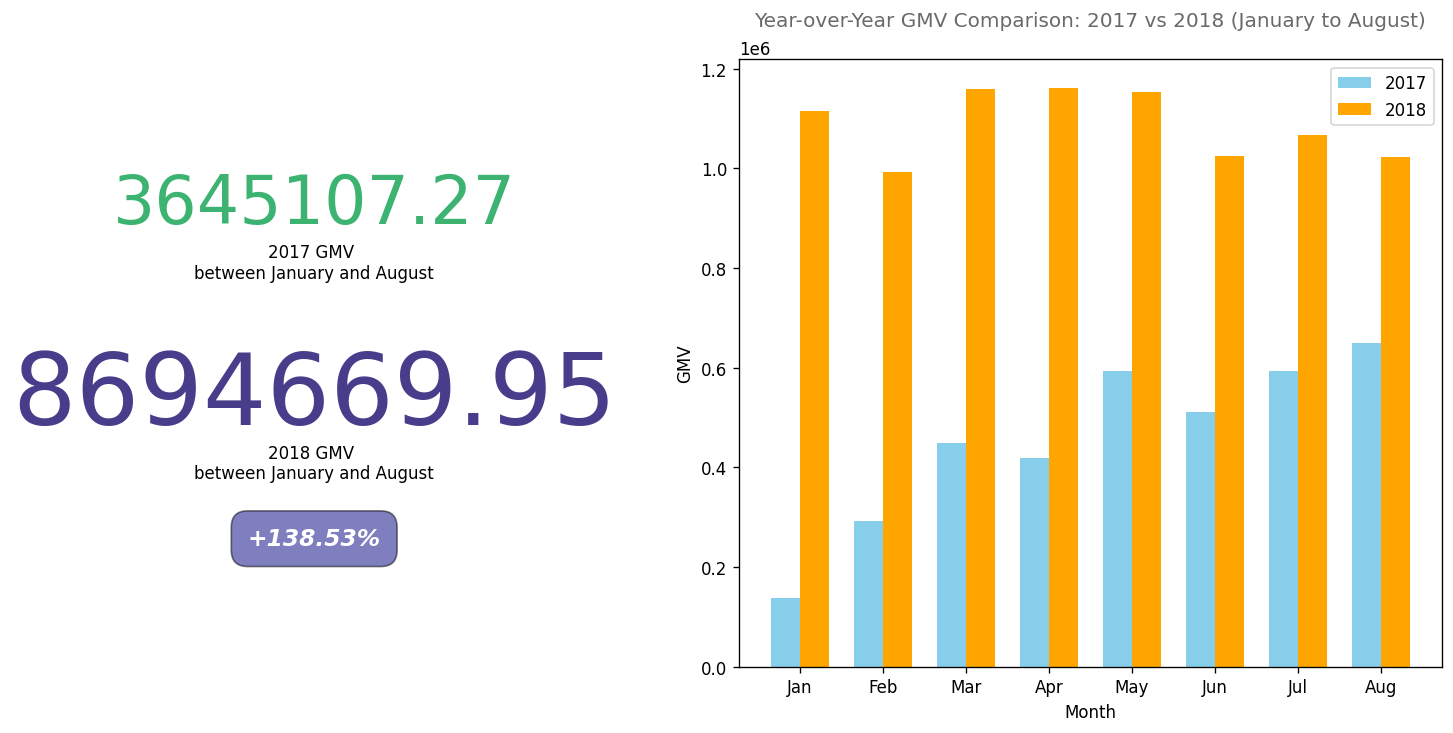 3645107.27
2017 GMV
between January and August
8694669.95
2018 GMV
between January and August
+138.53%
Year-over-Year GMV Comparison: 2017 vs 2018 (January to August)
1e6
1.2
1.0
0.8
0.6
0.4
0.2
0.0
GMV
2017
2018
Jan Feb Mar Apr May Jun Jul Aug
Month